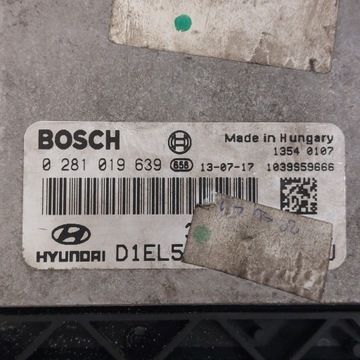 BOSCH
Made in Hungary
1354 0107
0 281 019 639 658 13-07-17 1039S59666
HYUNDAI D1EL5